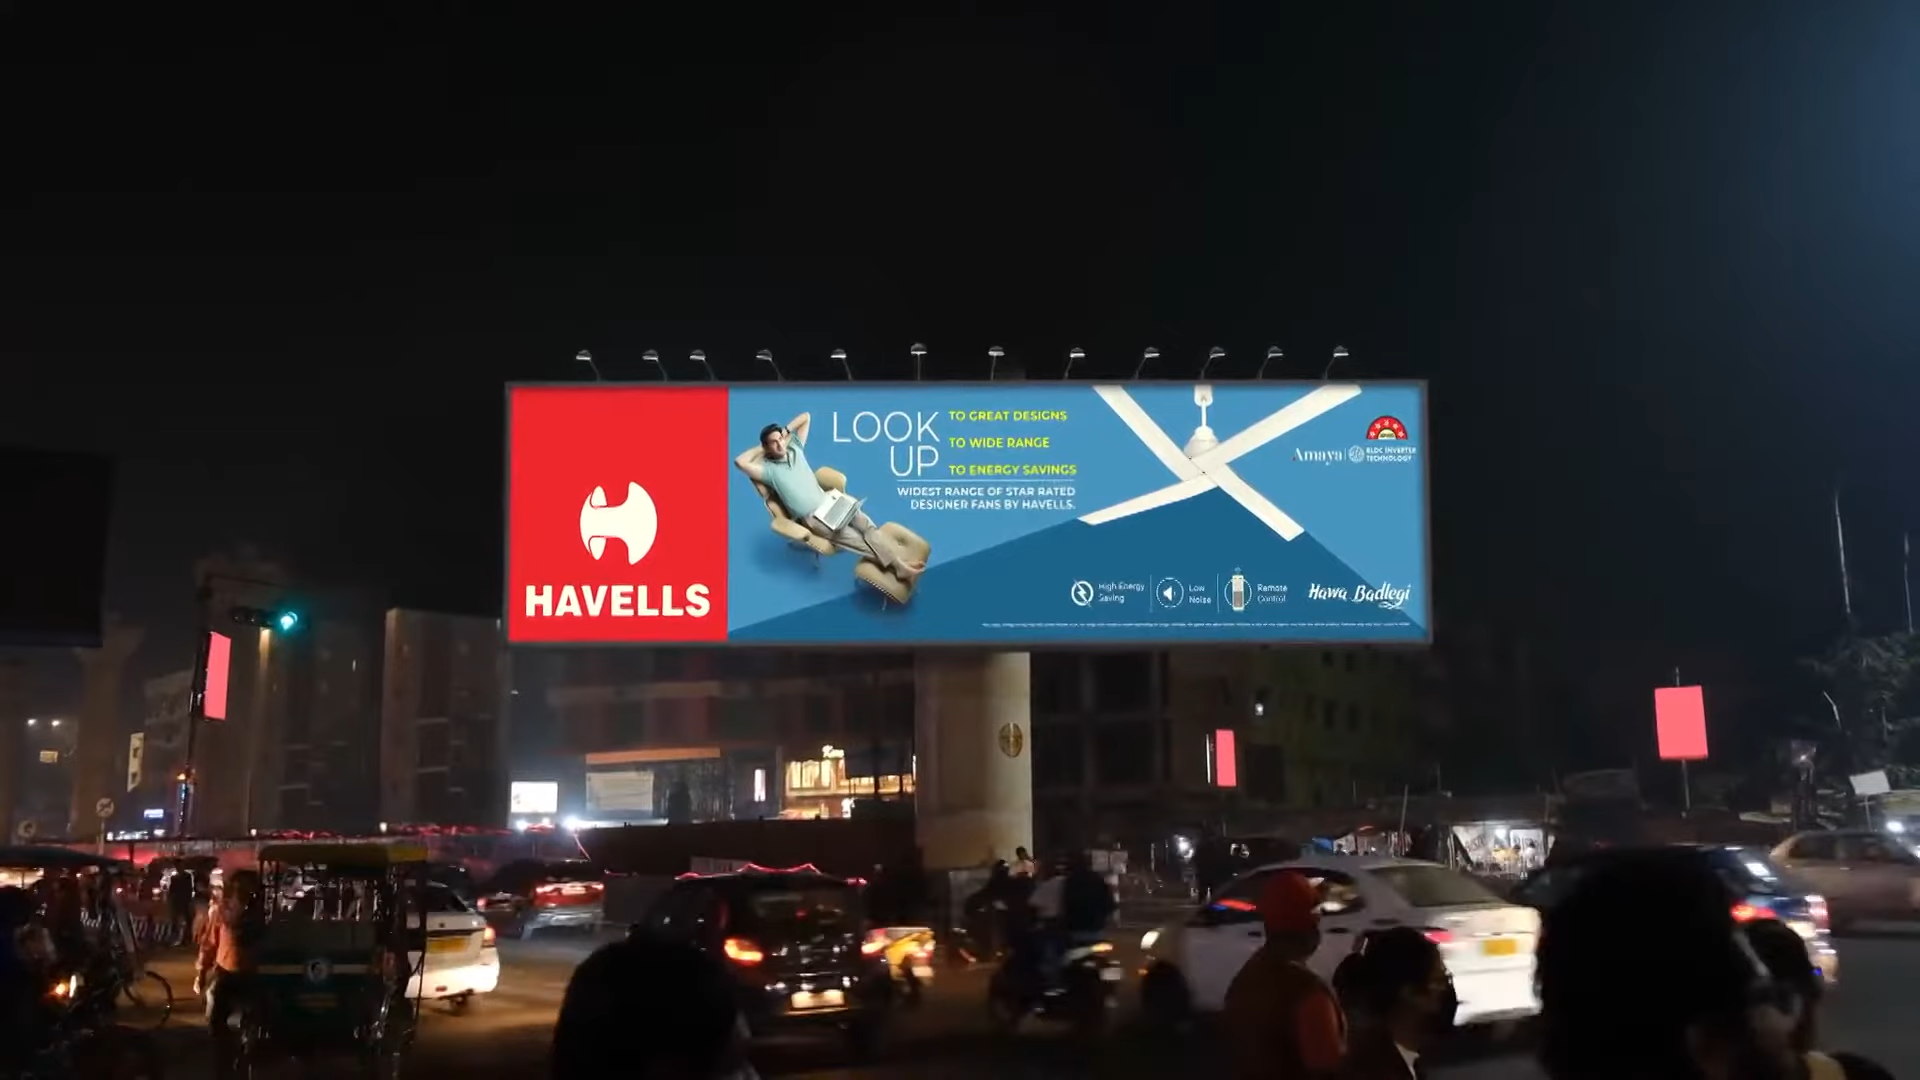 HAVELLS
LOOK
UP
TO GREAT DESIGNS
TO WIDE RANGE
TO ENERGY SAVINGS
WIDEST RANGE OF STAR RATED
DESIGNER FANS BY HAVELLS.
Amaya
BLDC INVERTER
TECHNOLOGY
High Energy
Saving
Low
Noise
Remote
Control
Hawa Badlegi